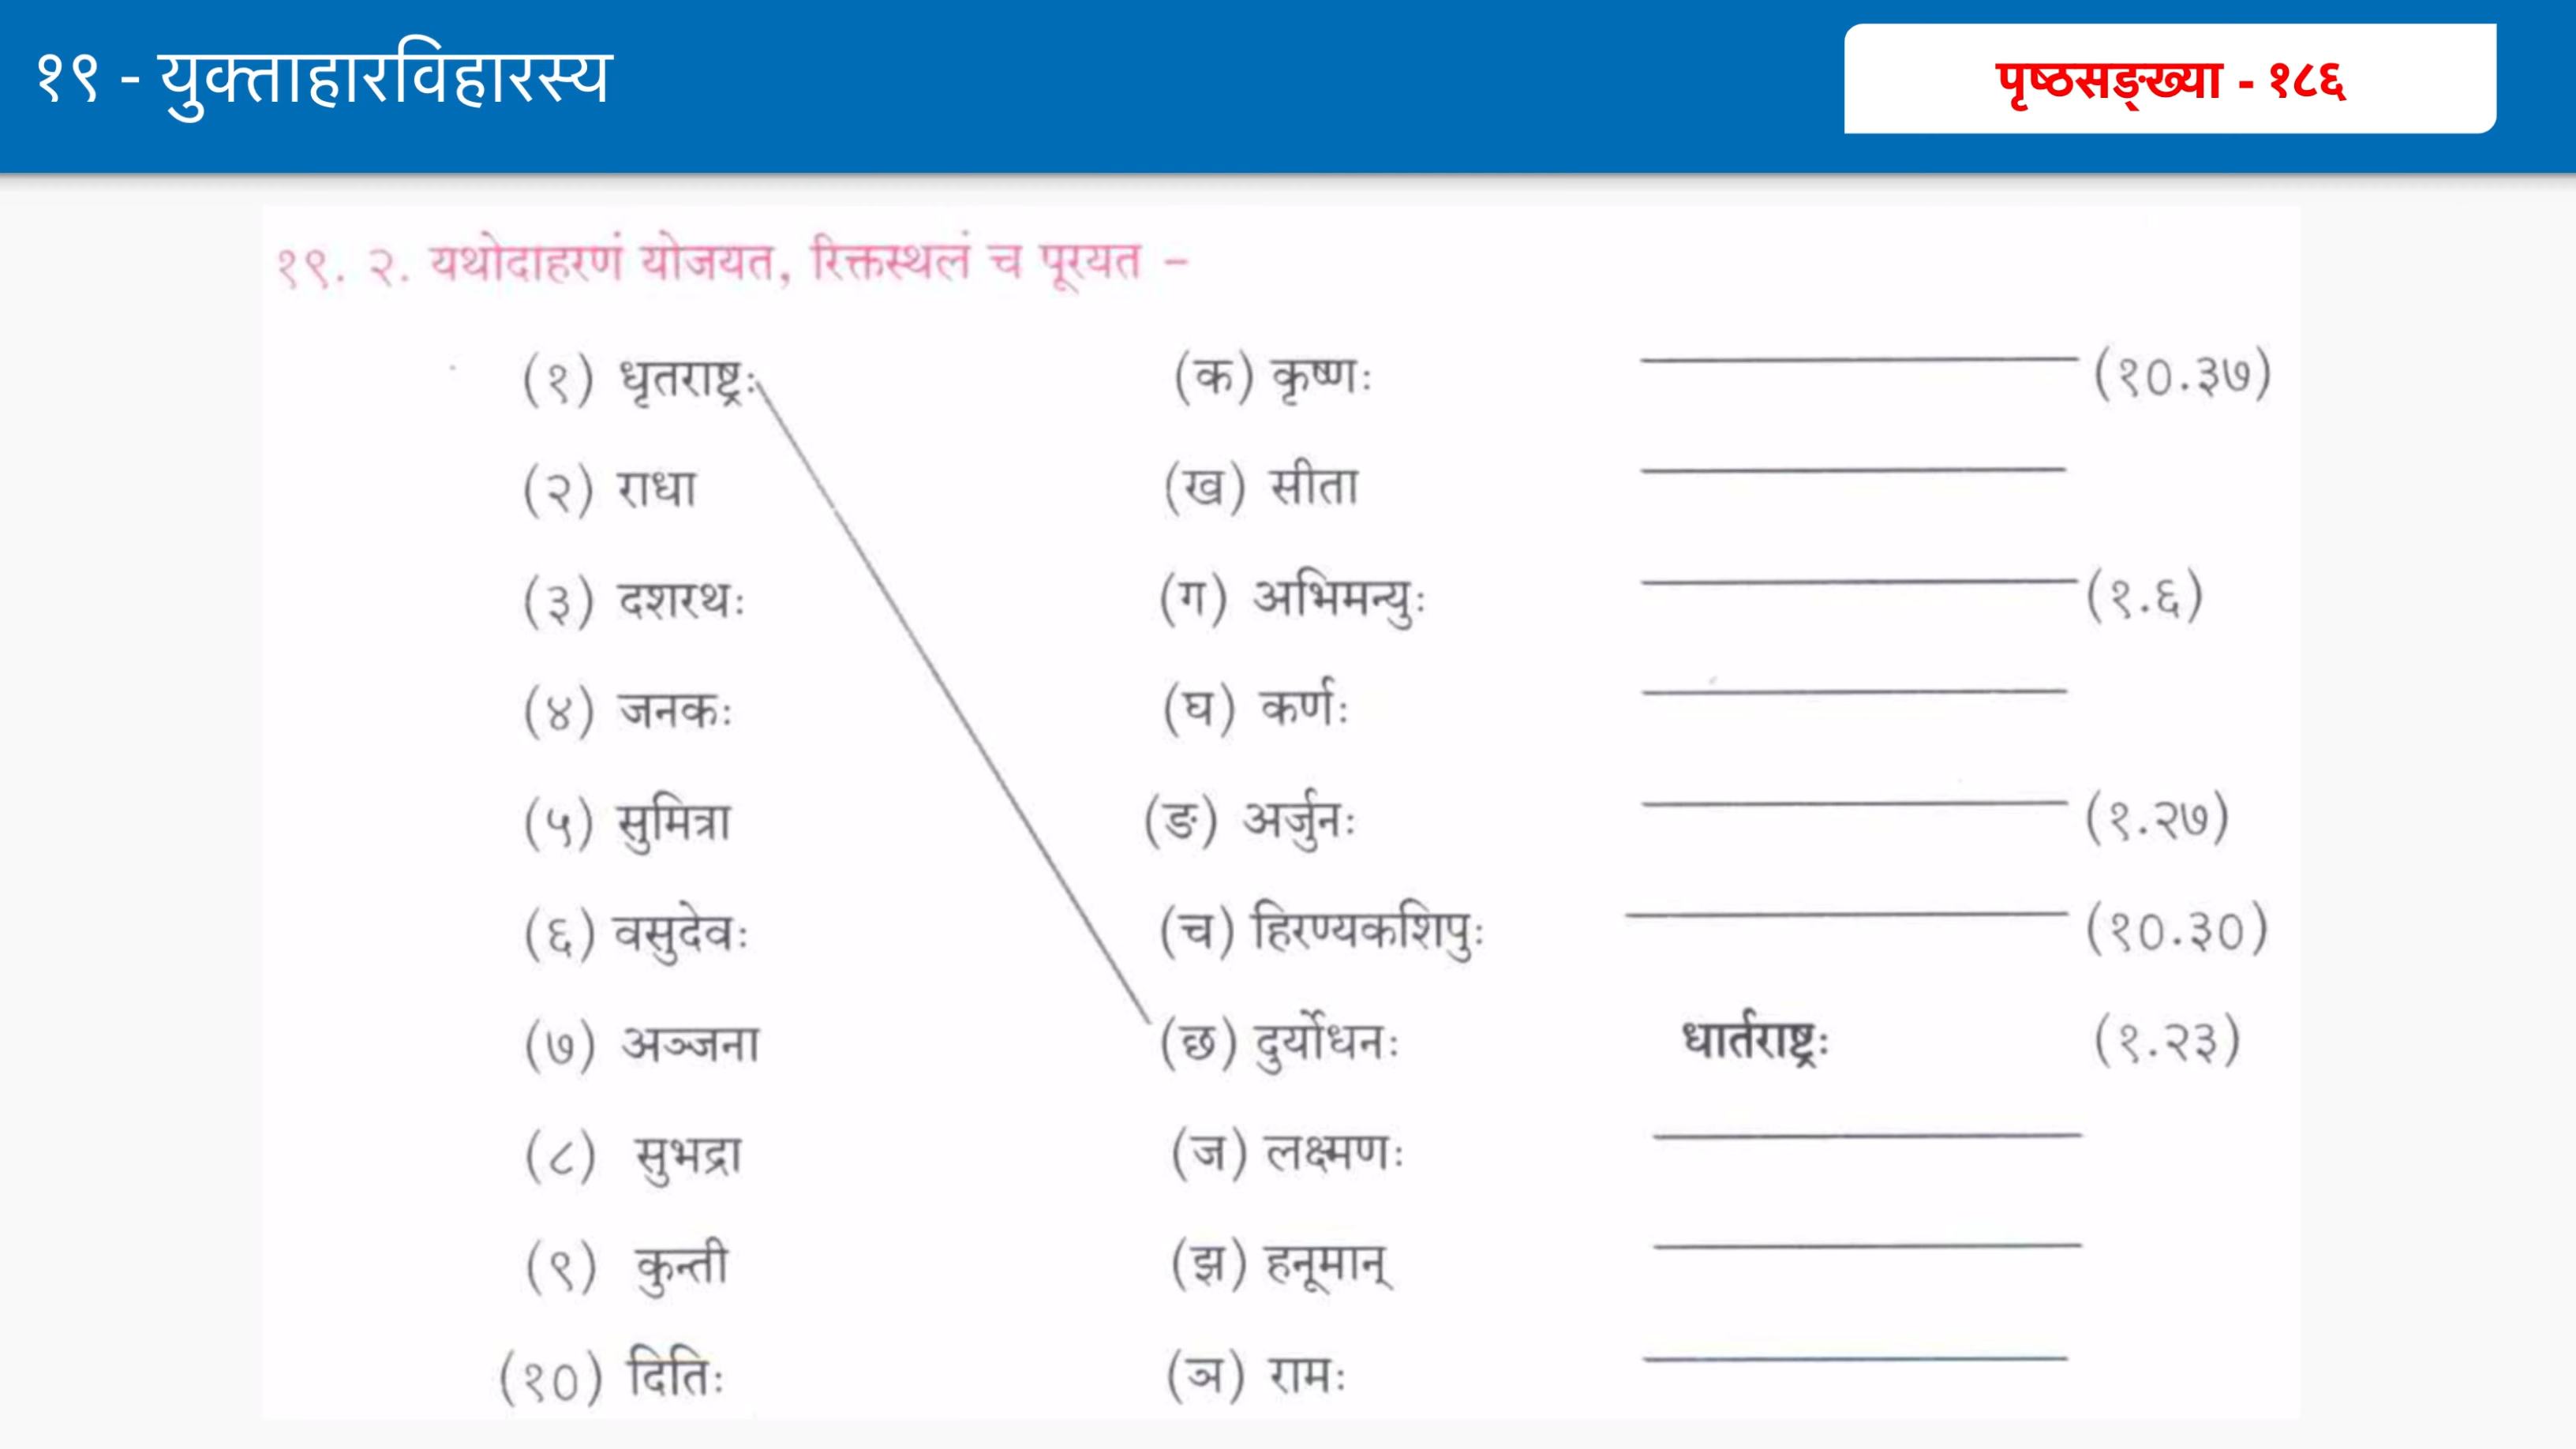 १९ - युक्ताहारविहारस्य
पृष्ठसङ्ख्या - १८६
१९. २. यथोदाहरणं योजयत, रिक्तस्थलं च पूरयत –
(१) धृतराष्ट्रः (क) कृष्णः (१०.३७)
(२) राधा (ख) सीता
(३) दशरथः (ग) अभिमन्युः (१.६)
(४) जनकः (घ) कर्णः
(५) सुमित्रा (ङ) अर्जुनः (१.२७)
(६) वसुदेवः (च) हिरण्यकशिपुः (१०.३०)
(७) अञ्जना (छ) दुर्योधनः धार्तराष्ट्रः (१.२३)
(८) सुभद्रा (ज) लक्ष्मणः
(९) कुन्ती (झ) हनूमान्
(१०) दितिः (ञ) रामः